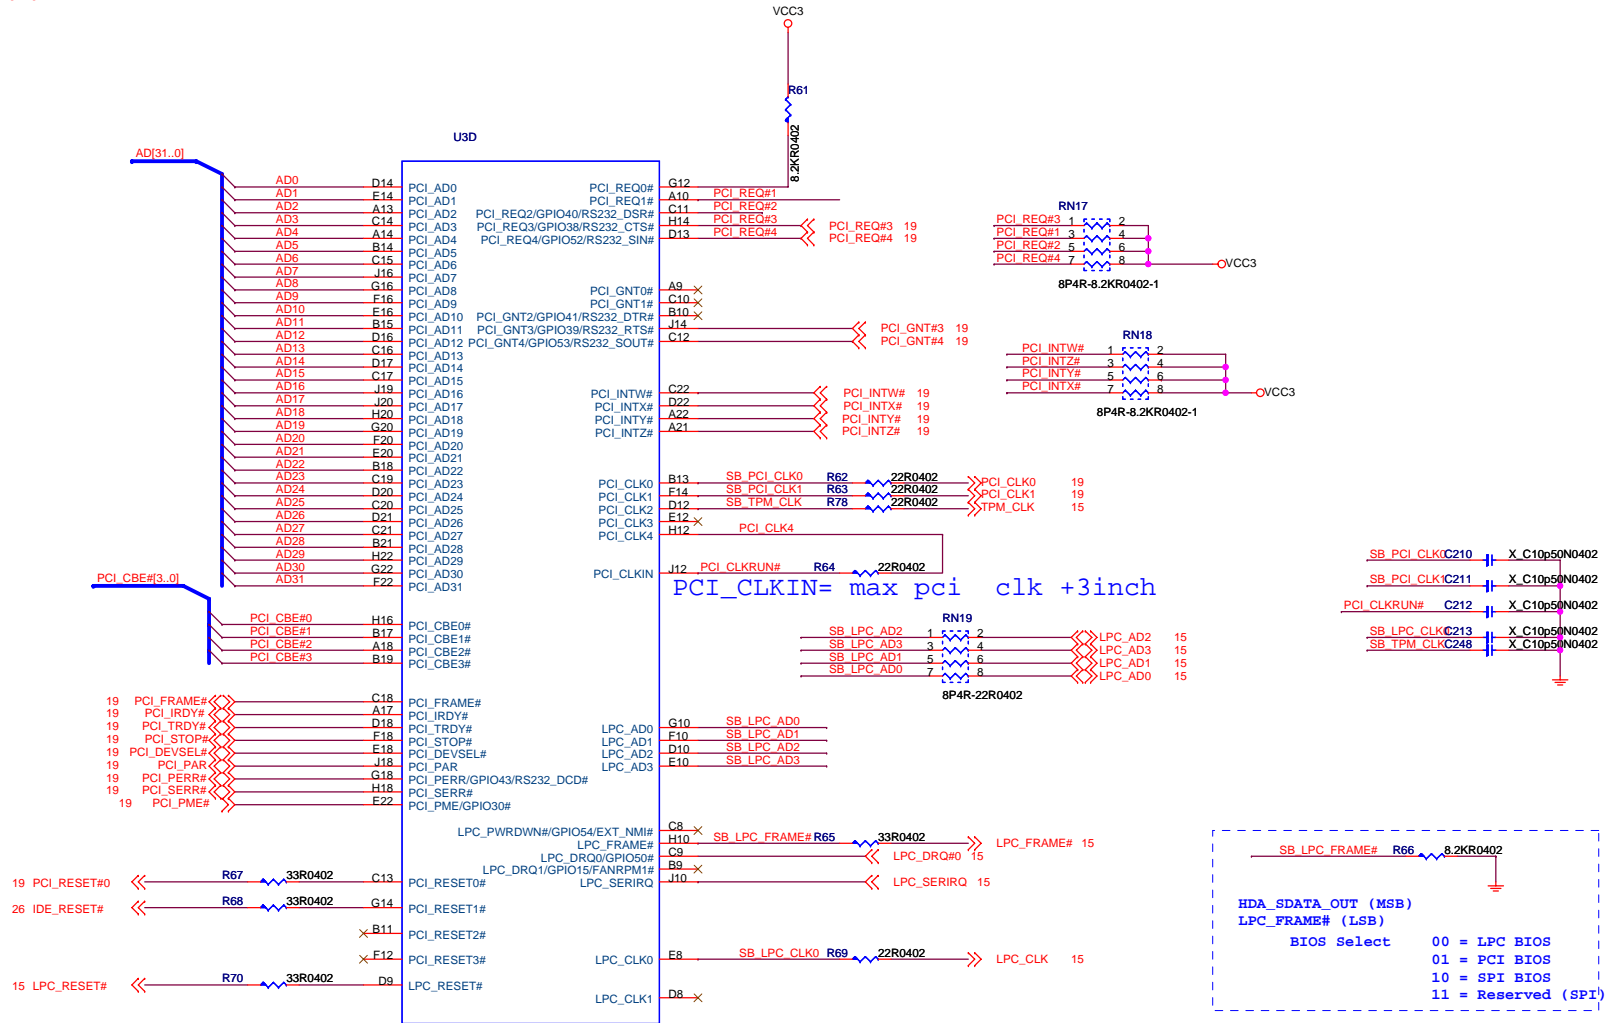 VCC3
R61
8.2KR0402
U3D
AD[31..0]
AD0 D14 PCI_AD0
AD1 E14 PCI_AD1
AD2 A13 PCI_AD2
AD3 C14 PCI_AD3
AD4 A14 PCI_AD4
AD5 B14 PCI_AD5
AD6 C15 PCI_AD6
AD7 J16 PCI_AD7
AD8 G16 PCI_AD8
AD9 F16 PCI_AD9
AD10 E16 PCI_AD10
AD11 B15 PCI_AD11
AD12 D16 PCI_AD12
AD13 C16 PCI_AD13
AD14 D17 PCI_AD14
AD15 C17 PCI_AD15
AD16 J19 PCI_AD16
AD17 J20 PCI_AD17
AD18 H20 PCI_AD18
AD19 G20 PCI_AD19
AD20 F20 PCI_AD20
AD21 E20 PCI_AD21
AD22 B18 PCI_AD22
AD23 C19 PCI_AD23
AD24 D20 PCI_AD24
AD25 C20 PCI_AD25
AD26 D21 PCI_AD26
AD27 C21 PCI_AD27
AD28 B21 PCI_AD28
AD29 H22 PCI_AD29
AD30 G22 PCI_AD30
AD31 F22 PCI_AD31
PCI_CBE#[3..0]
PCI_CBE#0 H16 PCI_CBE0#
PCI_CBE#1 B17 PCI_CBE1#
PCI_CBE#2 A18 PCI_CBE2#
PCI_CBE#3 B19 PCI_CBE3#
19 PCI_FRAME# C18 PCI_FRAME#
19 PCI_IRDY# A17 PCI_IRDY#
19 PCI_TRDY# D18 PCI_TRDY#
19 PCI_STOP# F18 PCI_STOP#
19 PCI_DEVSEL# E18 PCI_DEVSEL#
19 PCI_PAR J18 PCI_PAR
19 PCI_PERR# G18 PCI_PERR/GPIO43/RS232_DCD#
19 PCI_SERR# H18 PCI_SERR#
19 PCI_PME# E22 PCI_PME/GPIO30#
19 PCI_RESET#0 R67 33R0402 C13 PCI_RESET0#
26 IDE_RESET# R68 33R0402 G14 PCI_RESET1#
B11 PCI_RESET2#
F12 PCI_RESET3#
15 LPC_RESET# R70 33R0402 D9 LPC_RESET#
PCI_REQ0# G12
PCI_REQ1# A10 PCI_REQ#1
PCI_REQ2/GPIO40/RS232_DSR# C11 PCI_REQ#2
PCI_REQ3/GPIO38/RS232_CTS# H14 PCI_REQ#3 PCI_REQ#3 19
PCI_REQ4/GPIO52/RS232_SIN# D13 PCI_REQ#4 PCI_REQ#4 19
PCI_GNT0# A9
PCI_GNT1# C10
PCI_GNT2/GPIO41/RS232_DTR# B10
PCI_GNT3/GPIO39/RS232_RTS# J14 PCI_GNT#3 19
PCI_GNT4/GPIO53/RS232_SOUT# C12 PCI_GNT#4 19
PCI_INTW# C22 PCI_INTW# 19
PCI_INTX# D22 PCI_INTX# 19
PCI_INTY# A22 PCI_INTY# 19
PCI_INTZ# A21 PCI_INTZ# 19
PCI_CLK0 B13 SB_PCI_CLK0 R62 22R0402 PCI_CLK0 19
PCI_CLK1 F14 SB_PCI_CLK1 R63 22R0402 PCI_CLK1 19
PCI_CLK2 D12 SB_TPM_CLK R78 22R0402 TPM_CLK 15
PCI_CLK3 E12
PCI_CLK4 H12 PCI_CLK4
PCI_CLKIN J12 PCI_CLKRUN# R64 22R0402
PCI_CLKIN= max pci clk +3inch
RN19
SB_LPC_AD2 1 2 LPC_AD2 15
SB_LPC_AD3 3 4 LPC_AD3 15
SB_LPC_AD1 5 6 LPC_AD1 15
SB_LPC_AD0 7 8 LPC_AD0 15
8P4R-22R0402
LPC_AD0 G10 SB_LPC_AD0
LPC_AD1 F10 SB_LPC_AD1
LPC_AD2 D10 SB_LPC_AD2
LPC_AD3 E10 SB_LPC_AD3
LPC_PWRDWN#/GPIO54/EXT_NMI# C8
LPC_FRAME# H10 SB_LPC_FRAME# R65 33R0402 LPC_FRAME# 15
LPC_DRQ0/GPIO50# C9 LPC_DRQ#0 15
LPC_DRQ1/GPIO15/FANRPM1# B9
LPC_SERIRQ J10 LPC_SERIRQ 15
LPC_CLK0 E8 SB_LPC_CLK0 R69 22R0402 LPC_CLK 15
LPC_CLK1 D8
RN17
PCI_REQ#3 1 2
PCI_REQ#1 3 4
PCI_REQ#2 5 6
PCI_REQ#4 7 8 VCC3
8P4R-8.2KR0402-1
RN18
PCI_INTW# 1 2
PCI_INTZ# 3 4
PCI_INTY# 5 6
PCI_INTX# 7 8 VCC3
8P4R-8.2KR0402-1
SB_PCI_CLK0 C210 X_C10p50N0402
SB_PCI_CLK1 C211 X_C10p50N0402
PCI_CLKRUN# C212 X_C10p50N0402
SB_LPC_CLK0 C213 X_C10p50N0402
SB_TPM_CLK C248 X_C10p50N0402
SB_LPC_FRAME# R66 8.2KR0402
HDA_SDATA_OUT (MSB)
LPC_FRAME# (LSB)
BIOS Select 00 = LPC BIOS
01 = PCI BIOS
10 = SPI BIOS
11 = Reserved (SPI)